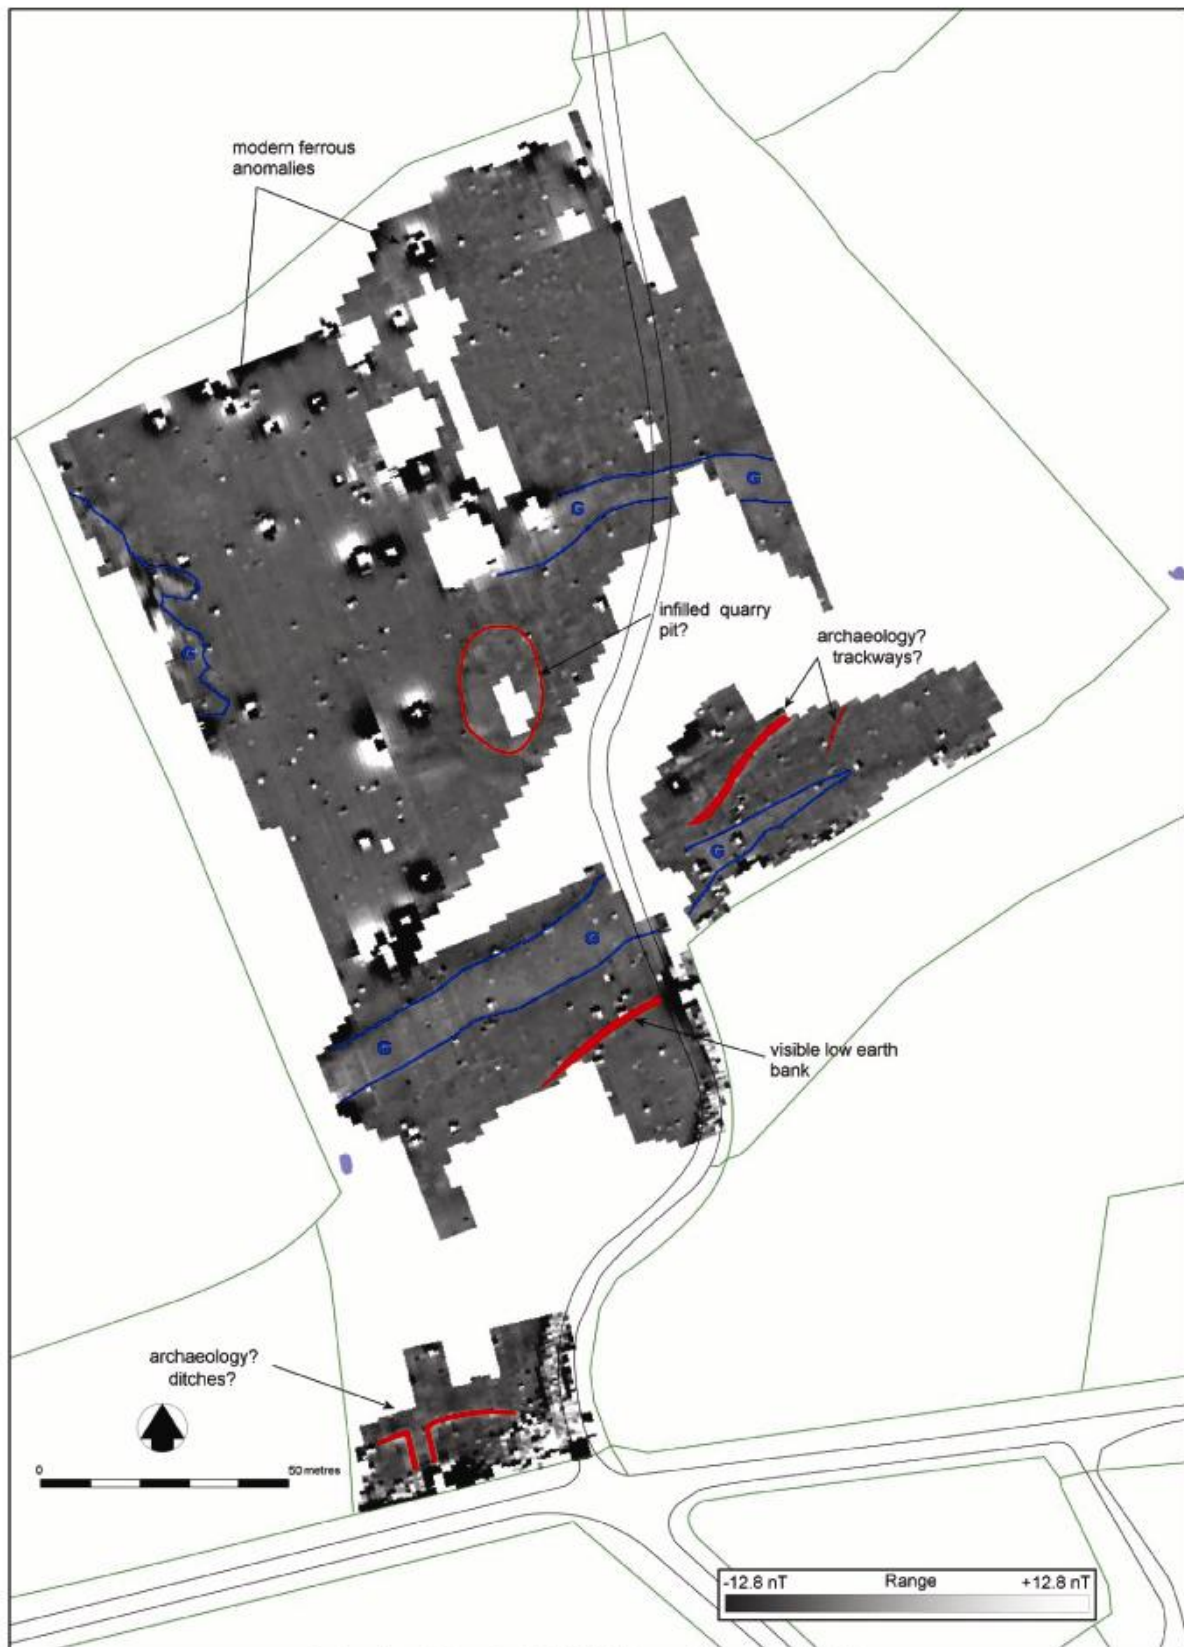 modern ferrous
anomalies
G
G
infilled quarry
pit?
archaeology?
trackways?
G
G
G
G
visible low earth
bank
archaeology?
ditches?
0
50 metres
-12.8 nT
Range
+12.8 nT